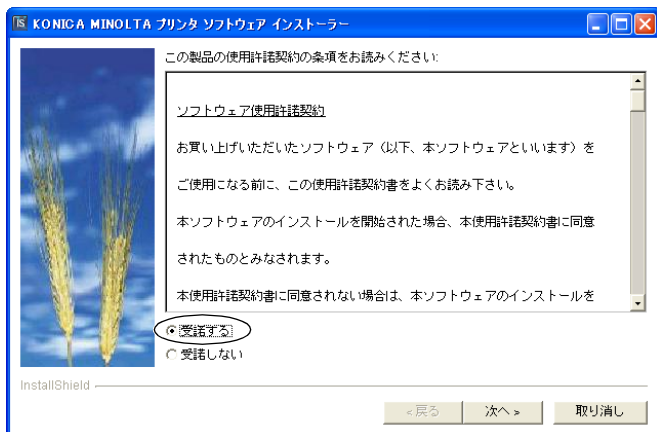 KONICA MINOLTA プリンタ ソフトウェア インストーラー
この製品の使用許諾契約の条項をお読みください:
ソフトウェア使用許諾契約
お買い上げいただいたソフトウェア（以下、本ソフトウェアといいます）を
ご使用になる前に、この使用許諾契約書をよくお読み下さい。
本ソフトウェアのインストールを開始された場合、本使用許諾契約書に同意
されたものとみなされます。
本使用許諾契約書に同意されない場合は、本ソフトウェアのインストールを
受諾する
受諾しない
InstallShield
< 戻る 次へ > 取り消し